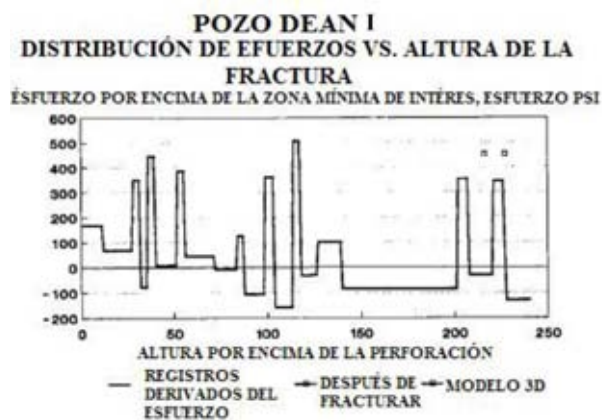 POZO DEAN 1
DISTRIBUCIÓN DE EFUERZOS VS. ALTURA DE LA
FRACTURA
ÉSFUERZO POR ENCIMA DE LA ZONA MÍNIMA DE INTÉRES, ESFUERZO PSI
600
500
400
300
200
100
0
-100
-200
0 50 100 150 200 250
ALTURA POR ENCIMA DE LA PERFORACIÓN
REGISTROS DERIVADOS DEL ESFUERZO
DESPUÉS DE FRACTURAR
MODELO 3D